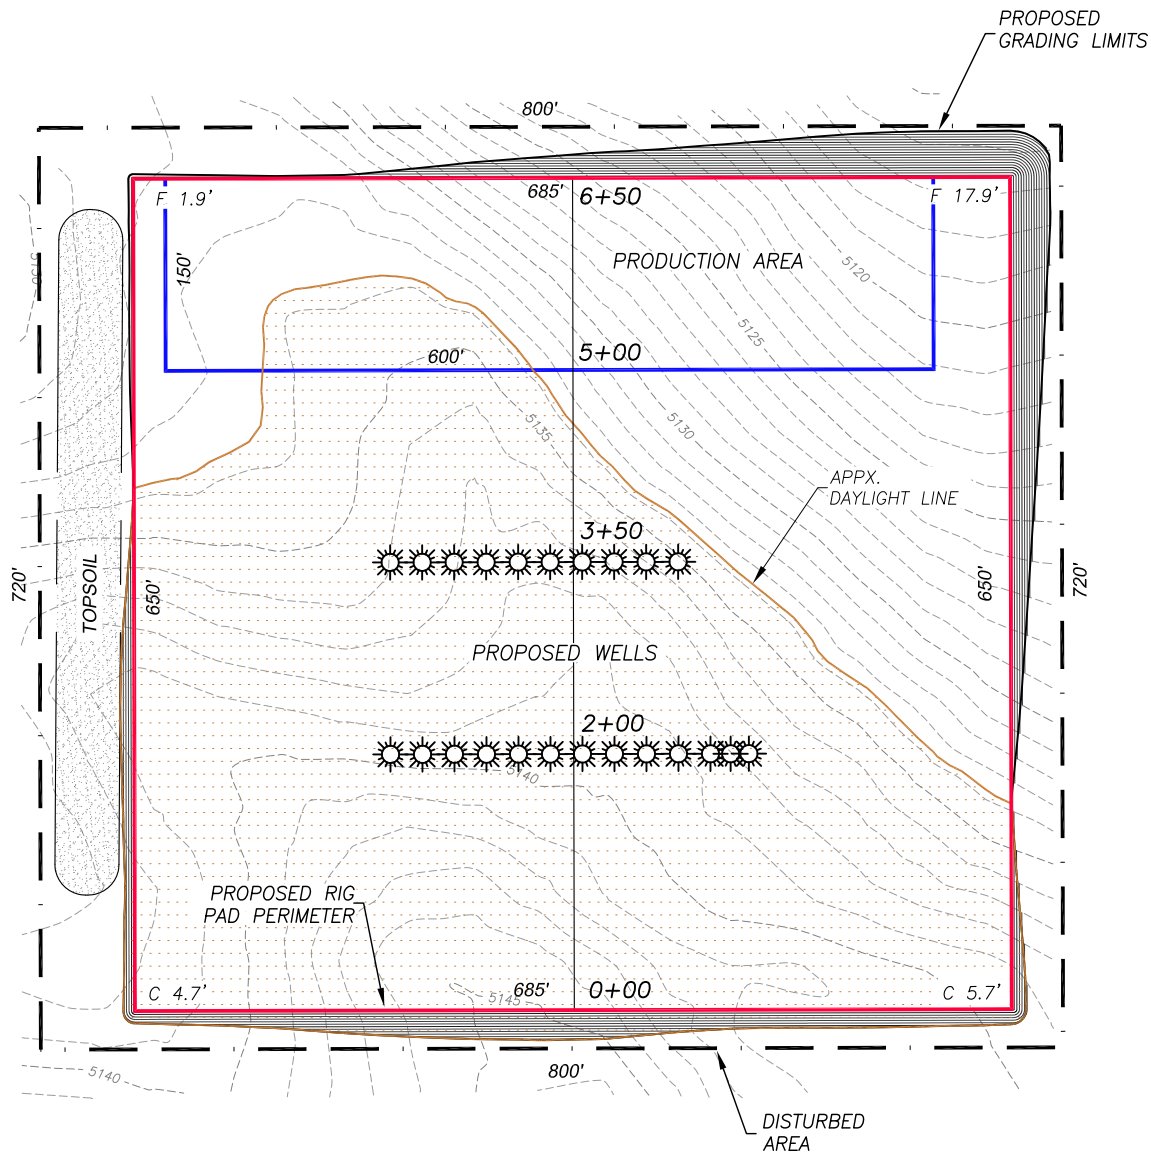 PROPOSED
GRADING LIMITS
800'
F 1.9'
685'
6+50
F 17.9'
150'
PRODUCTION AREA
5120
5130
5125
600'
5+00
5135
5130
APPX.
DAYLIGHT LINE
3+50
720'
TOPSOIL
650'
650'
720'
PROPOSED WELLS
2+00
5140
PROPOSED RIG
PAD PERIMETER
C 4.7'
685'
0+00
C 5.7'
5145
5140
800'
DISTURBED
AREA